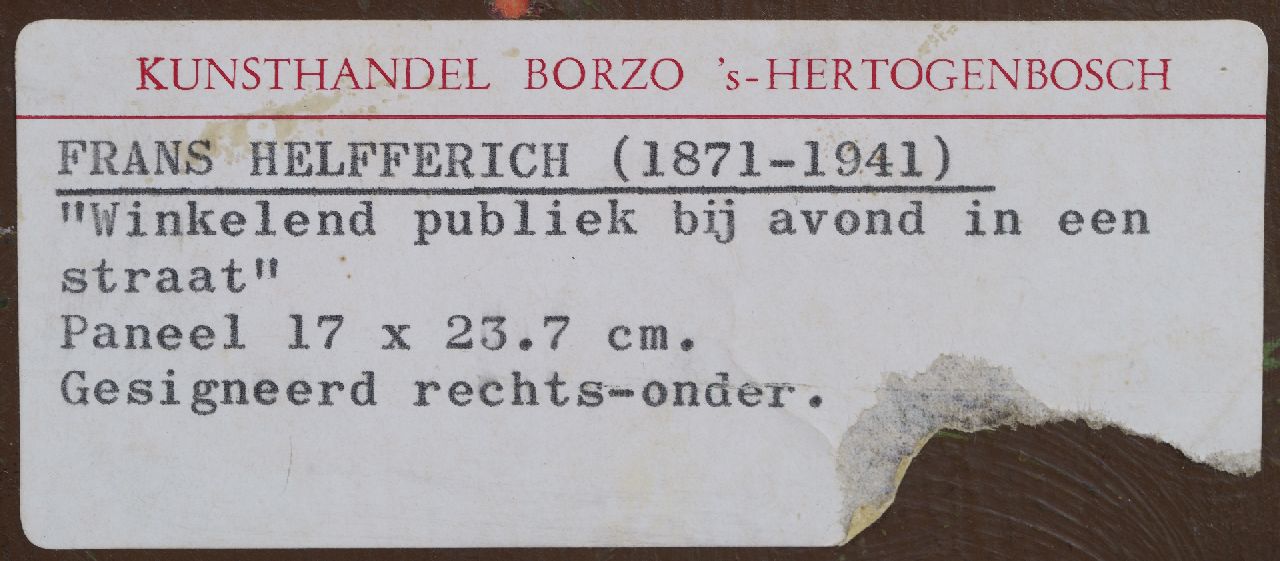 KUNSTHANDEL BORZO 's-HERTOGENBOSCH
FRANS HELFFERICH (1871-1941)
"Winkelend publiek bij avond in een
straat"
Paneel 17 x 23.7 cm.
Gesigneerd rechts-onder.